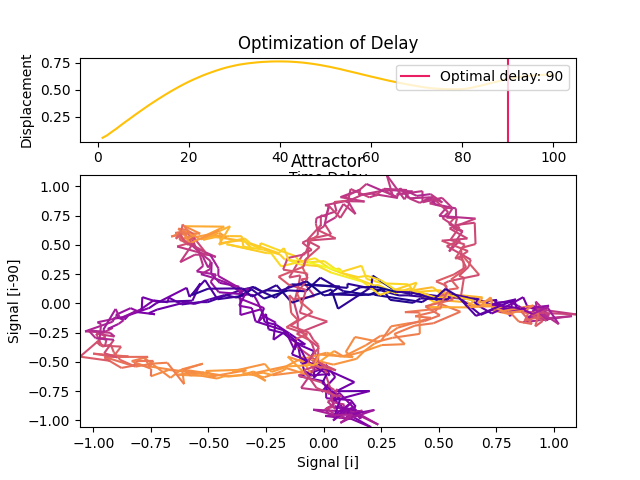 Optimization of Delay
Displacement
0.75
0.50
0.25
Optimal delay: 90
0 20 40 60 80 100
Time Delay
Attractor
Signal [i-90]
1.00
0.75
0.50
0.25
0.00
−0.25
−0.50
−0.75
−1.00
−1.00 −0.75 −0.50 −0.25 0.00 0.25 0.50 0.75 1.00
Signal [i]